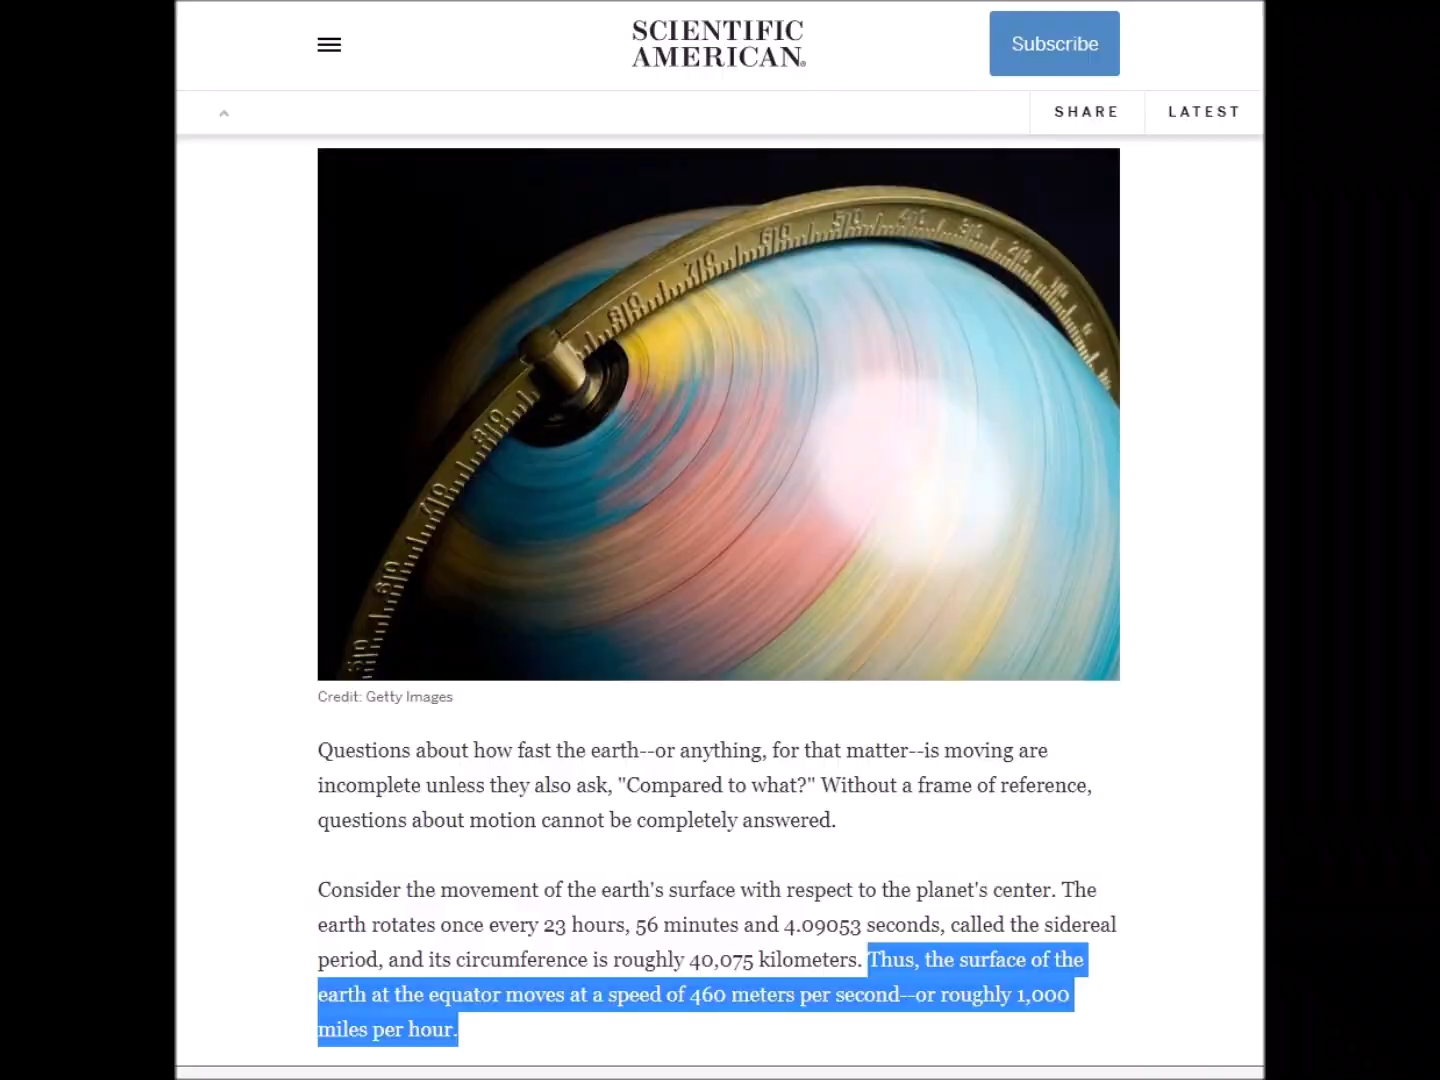 SCIENTIFIC
AMERICAN®
Subscribe
SHARE
LATEST
Credit: Getty Images
Questions about how fast the earth--or anything, for that matter--is moving are
incomplete unless they also ask, "Compared to what?" Without a frame of reference,
questions about motion cannot be completely answered.
Consider the movement of the earth's surface with respect to the planet's center. The
earth rotates once every 23 hours, 56 minutes and 4.09053 seconds, called the sidereal
period, and its circumference is roughly 40,075 kilometers. Thus, the surface of the
earth at the equator moves at a speed of 460 meters per second--or roughly 1,000
miles per hour.